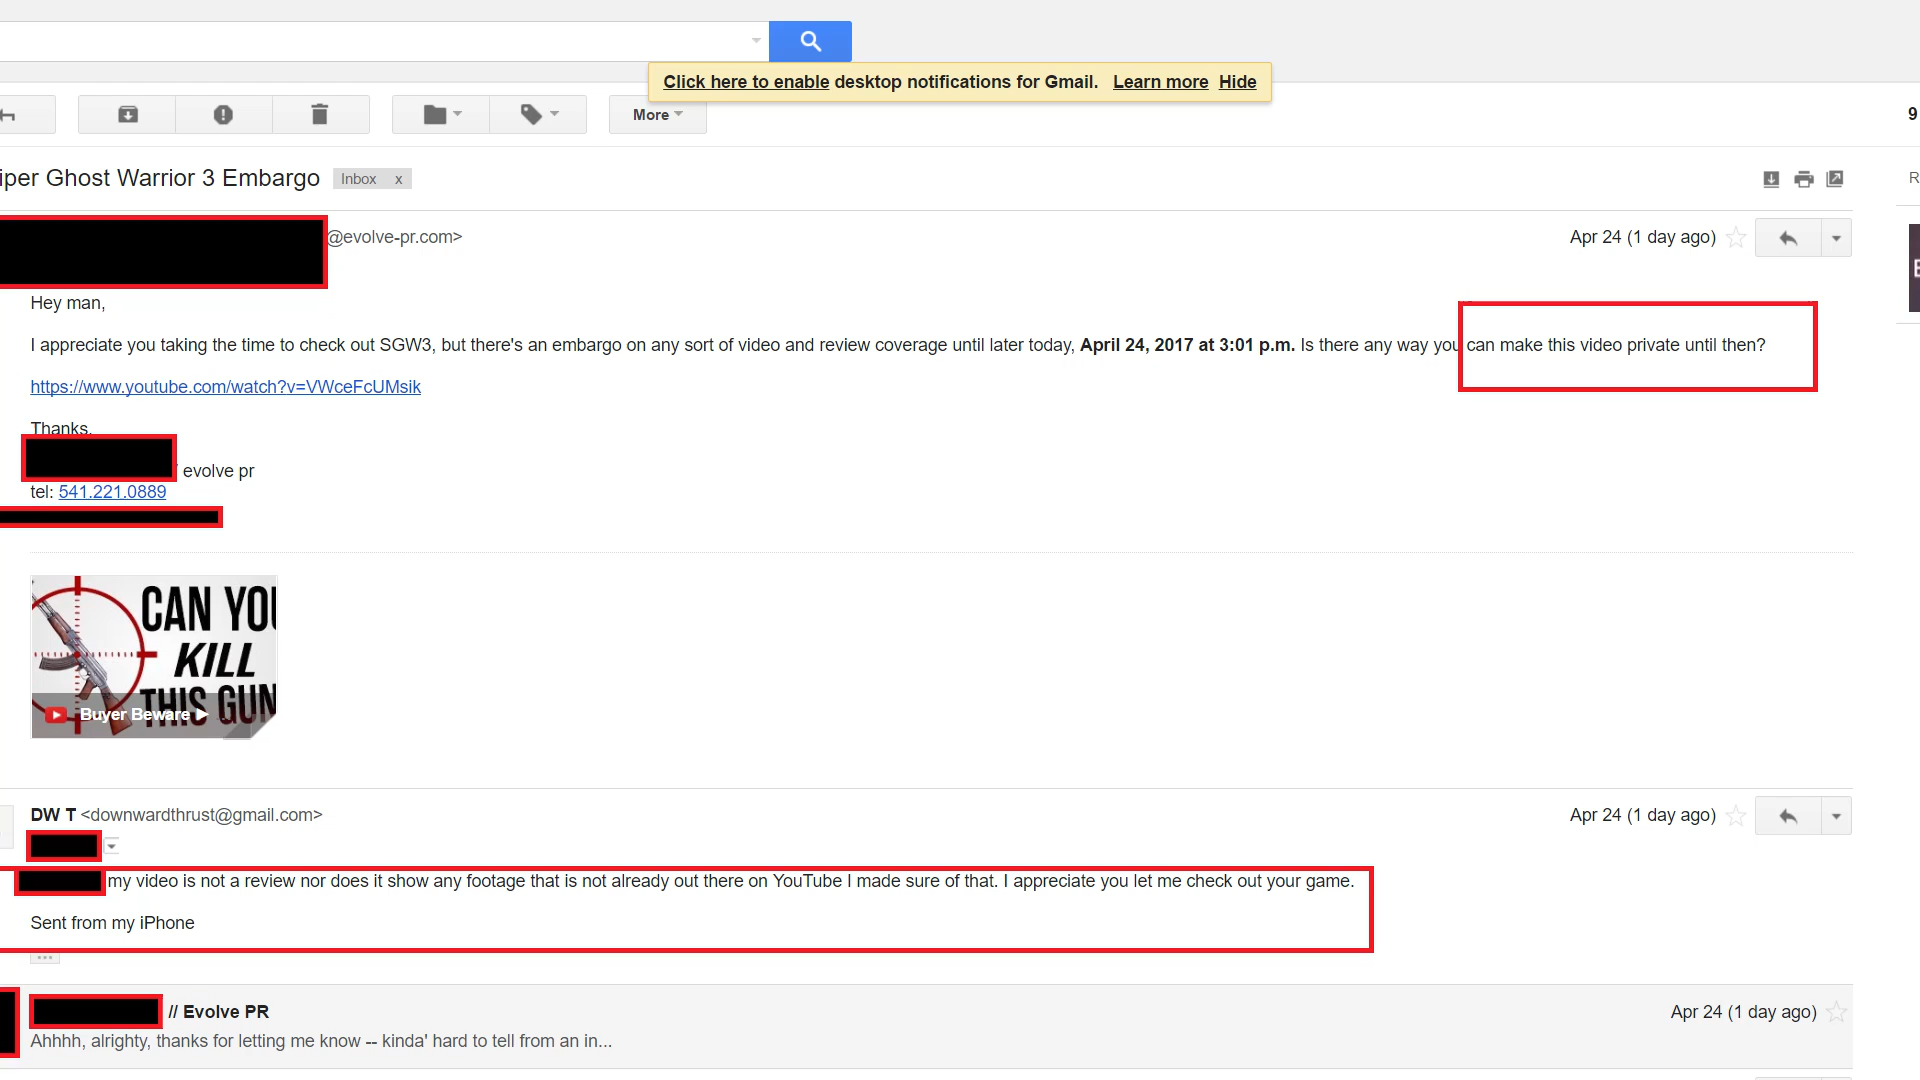 Click here to enable desktop notifications for Gmail. Learn more Hide
More
9
iper Ghost Warrior 3 Embargo Inbox x
R
@evolve-pr.com> Apr 24 (1 day ago)
Hey man,
I appreciate you taking the time to check out SGW3, but there's an embargo on any sort of video and review coverage until later today, April 24, 2017 at 3:01 p.m. Is there any way you can make this video private until then?
https://www.youtube.com/watch?v=VWceFcUMsik
Thanks,
evolve pr
tel: 541.221.0889
CAN YOU
KILL
THIS GUN
Buyer Beware
DW T <downwardthrust@gmail.com> Apr 24 (1 day ago)
my video is not a review nor does it show any footage that is not already out there on YouTube I made sure of that. I appreciate you let me check out your game.
Sent from my iPhone
// Evolve PR Apr 24 (1 day ago)
Ahhhh, alrighty, thanks for letting me know -- kinda' hard to tell from an in...